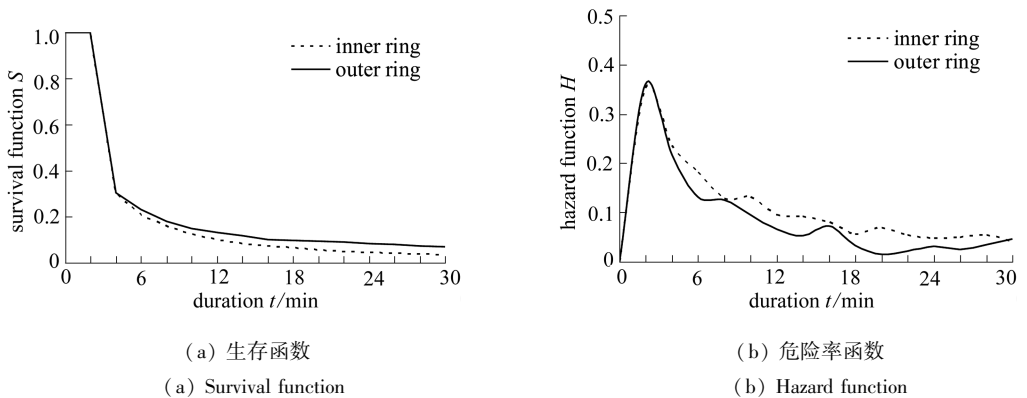 1.0
0.8
0.6
0.4
0.2
0
survival function S
inner ring
outer ring
0 6 12 18 24 30
duration t/min
(a) 生存函数
(a) Survival function
0.5
0.4
0.3
0.2
0.1
0
hazard function H
inner ring
outer ring
0 6 12 18 24 30
duration t/min
(b) 危险率函数
(b) Hazard function